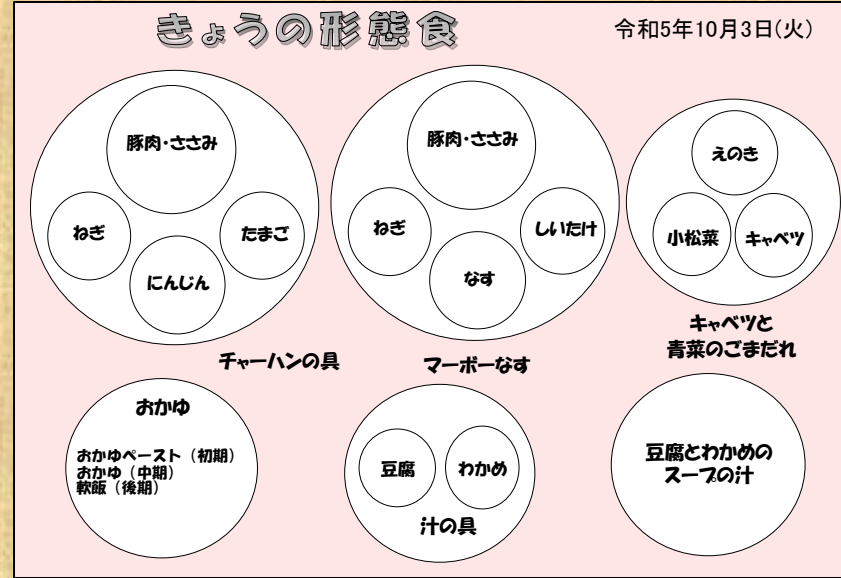 きょうの形態食
令和5年10月3日(火)
豚肉・ささみ
ねぎ
たまご
にんじん
チャーハンの具
豚肉・ささみ
ねぎ
しいたけ
なす
マーボーなす
えのき
小松菜
キャベツ
キャベツと
青菜のごまだれ
おかゆ
おかゆペースト（初期）
おかゆ（中期）
軟飯（後期）
豆腐
わかめ
汁の具
豆腐とわかめの
スープの汁